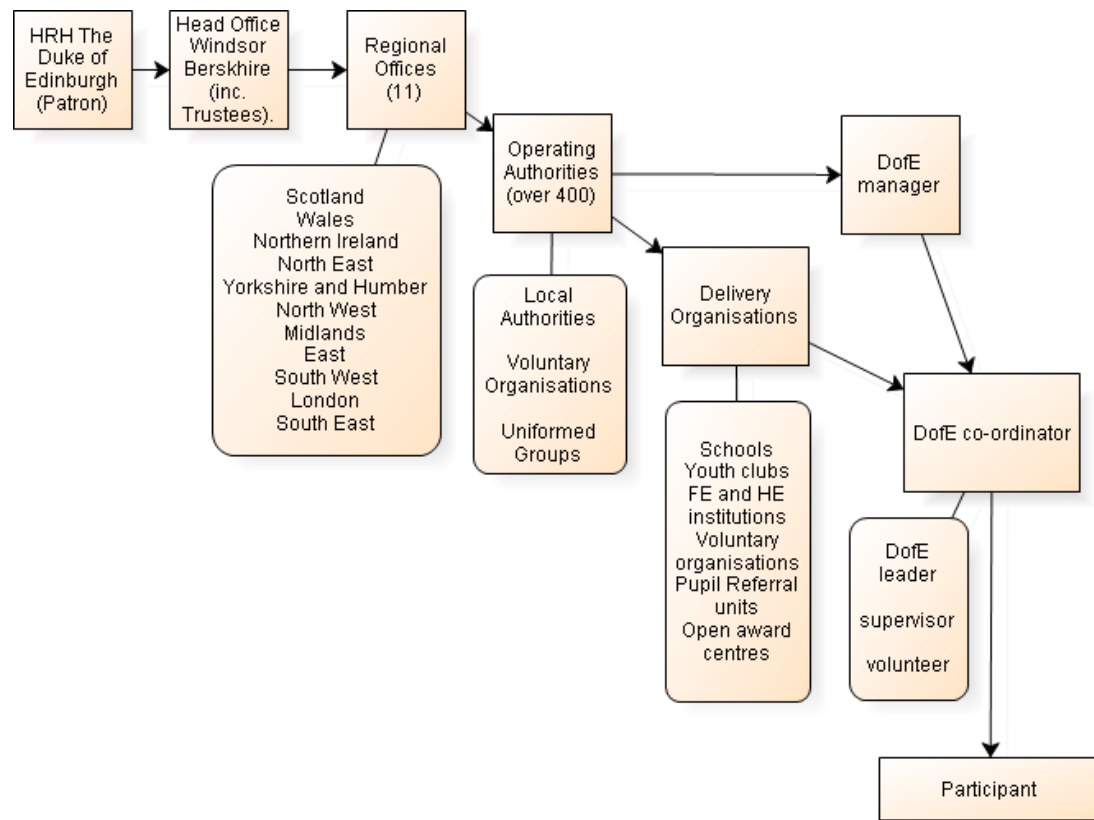 HRH The
Duke of
Edinburgh
(Patron)
Head Office
Windsor
Berskhire
(inc.
Trustees).
Regional
Offices
(11)
Operating
Authorities
(over 400)
DofE
manager
Scotland
Wales
Northern Ireland
North East
Yorkshire and Humber
North West
Midlands
East
South West
London
South East
Local
Authorities
Voluntary
Organisations
Uniformed
Groups
Delivery
Organisations
Schools
Youth clubs
FE and HE
institutions
Voluntary
organisations
Pupil Referral
units
Open award
centres
DofE co-ordinator
DofE
leader
supervisor
volunteer
Participant